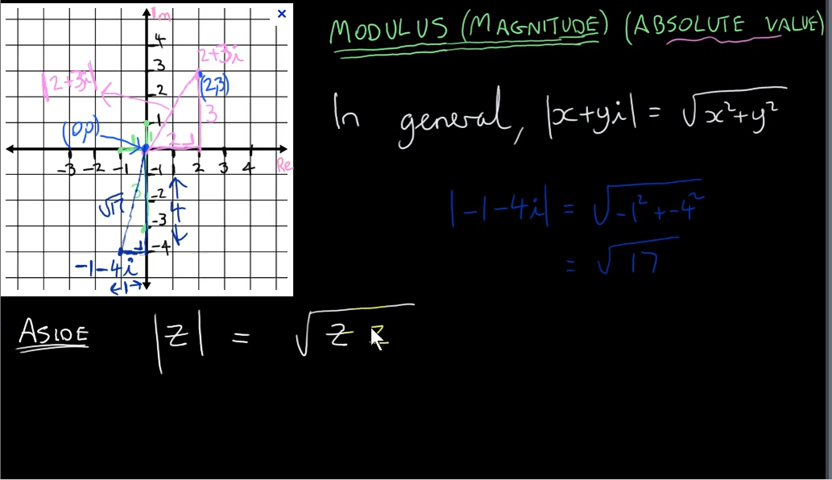 Im
x
4
3
2
1
-3 -2 -1 1 2 3 4
Re
-1
-2
-3
-4
2+3i
(2,3)
|2+3i|
3
2
(0,0)
√17
4
-1-4i
1
MODULUS (MAGNITUDE) (ABSOLUTE VALUE)
In general, |x+yi| = √x²+y²
|-1-4i| = √-1²+-4²
= √17
ASIDE |z| = √z z